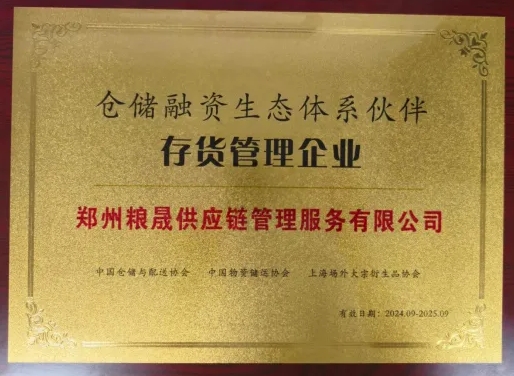 仓储融资生态体系伙伴
存货管理企业
郑州粮晟供应链管理服务有限公司
中国仓储与配送协会 中国物资储运协会 上海场外大宗衍生品协会
有效日期：2024.09-2025.09